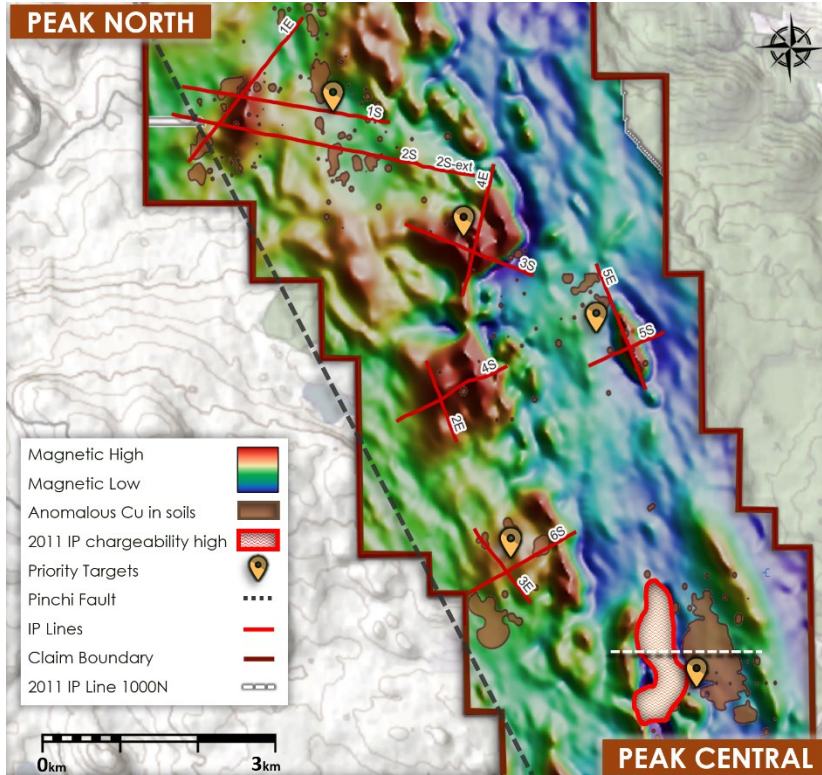 PEAK NORTH
1E
1S
2S
2S-ext
4E
3S
5E
5S
4S
2E
6S
3E
Magnetic High
Magnetic Low
Anomalous Cu in soils
2011 IP chargeability high
Priority Targets
Pinchi Fault
IP Lines
Claim Boundary
2011 IP Line 1000N
0km
3km
PEAK CENTRAL